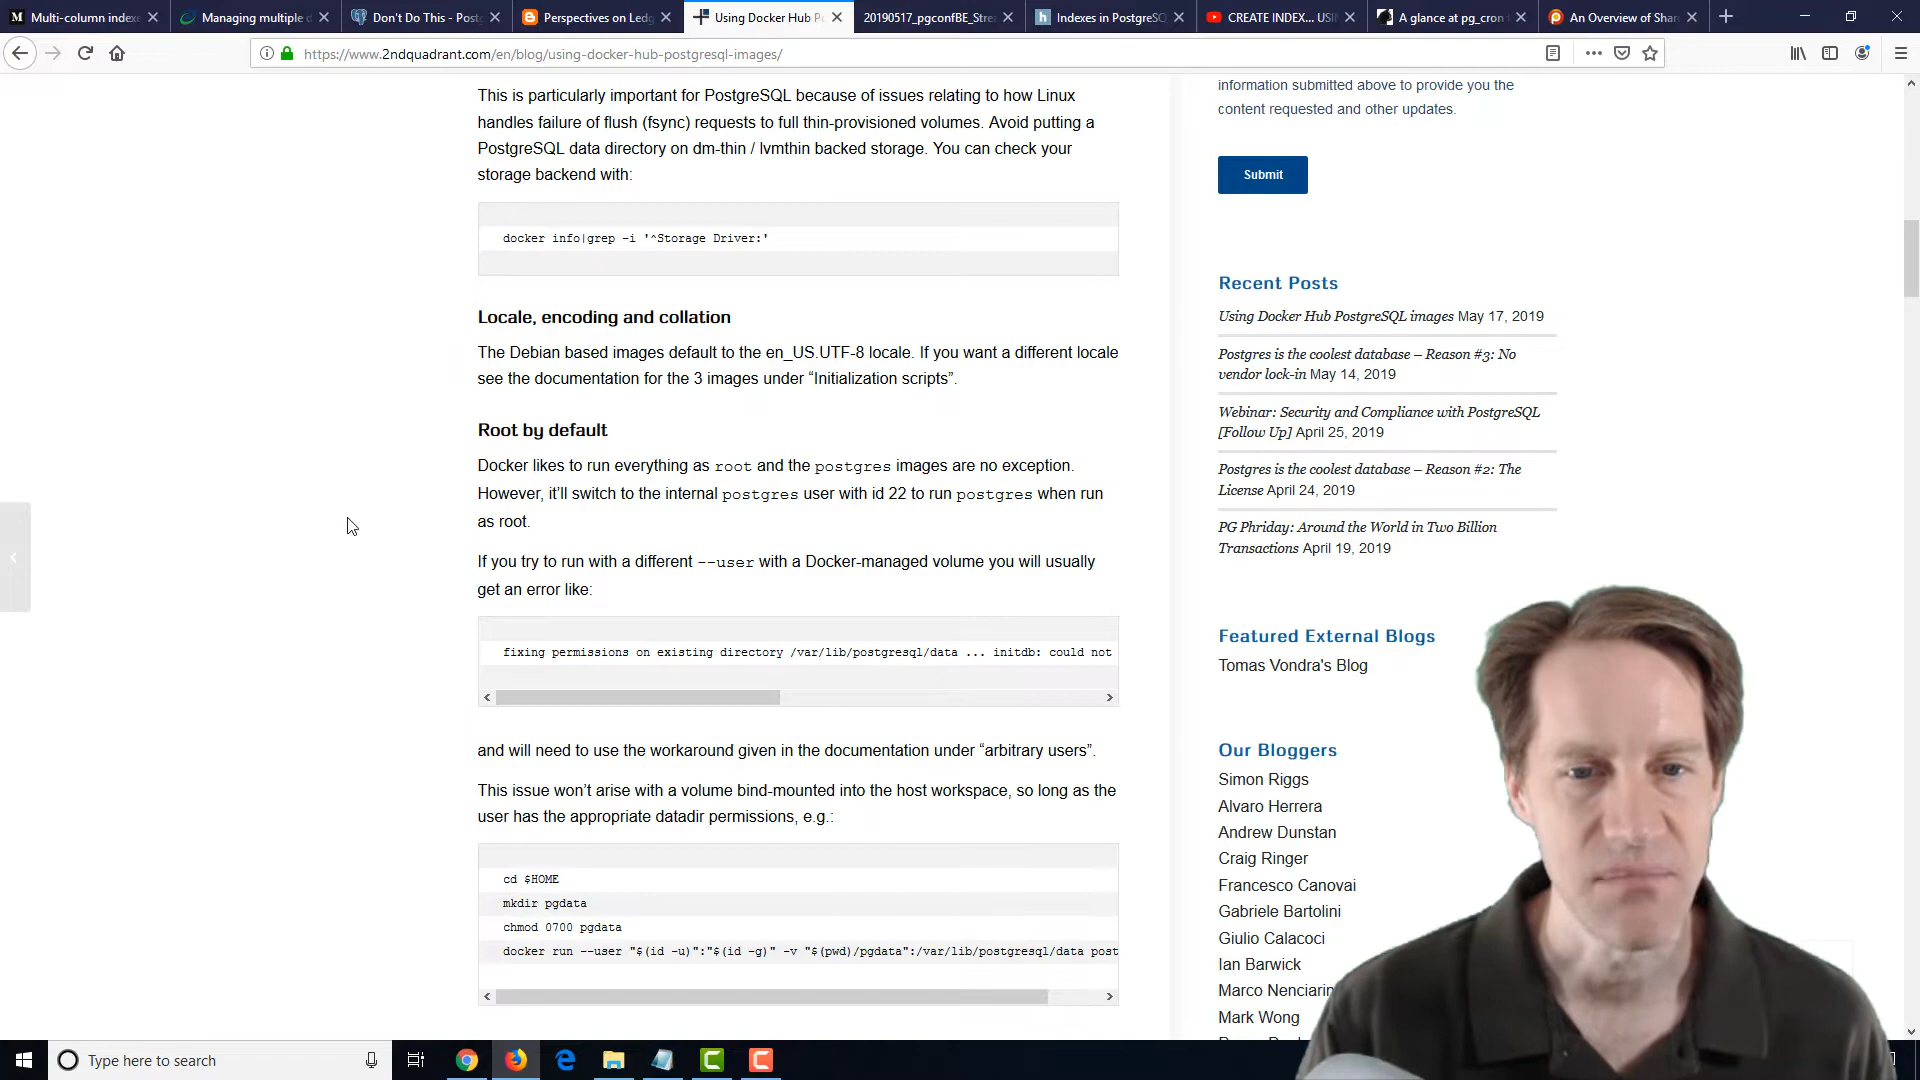 Multi-column indexe
Managing multiple d
Don't Do This - Post
Perspectives on Ledg
Using Docker Hub Po
20190517_pgconfBE_Stre
Indexes in PostgreSQ
CREATE INDEX... USI
A glance at pg_cron
An Overview of Shar
https://www.2ndquadrant.com/en/blog/using-docker-hub-postgresql-images/
This is particularly important for PostgreSQL because of issues relating to how Linux
handles failure of flush (fsync) requests to full thin-provisioned volumes. Avoid putting a
PostgreSQL data directory on dm-thin / lvmthin backed storage. You can check your
storage backend with:
docker info|grep -i '^Storage Driver:'
Locale, encoding and collation
The Debian based images default to the en_US.UTF-8 locale. If you want a different locale
see the documentation for the 3 images under “Initialization scripts”.
Root by default
Docker likes to run everything as root and the postgres images are no exception.
However, it’ll switch to the internal postgres user with id 22 to run postgres when run
as root.
If you try to run with a different --user with a Docker-managed volume you will usually
get an error like:
fixing permissions on existing directory /var/lib/postgresql/data ... initdb: could not
and will need to use the workaround given in the documentation under “arbitrary users”.
This issue won’t arise with a volume bind-mounted into the host workspace, so long as the
user has the appropriate datadir permissions, e.g.:
cd $HOME
mkdir pgdata
chmod 0700 pgdata
docker run --user "$(id -u)":"$(id -g)" -v "$(pwd)/pgdata":/var/lib/postgresql/data post
information submitted above to provide you the
content requested and other updates.
Submit
Recent Posts
Using Docker Hub PostgreSQL images May 17, 2019
Postgres is the coolest database – Reason #3: No
vendor lock-in May 14, 2019
Webinar: Security and Compliance with PostgreSQL
[Follow Up] April 25, 2019
Postgres is the coolest database – Reason #2: The
License April 24, 2019
PG Phriday: Around the World in Two Billion
Transactions April 19, 2019
Featured External Blogs
Tomas Vondra's Blog
Our Bloggers
Simon Riggs
Alvaro Herrera
Andrew Dunstan
Craig Ringer
Francesco Canovai
Gabriele Bartolini
Giulio Calacoci
Ian Barwick
Marco Nenciarin
Mark Wong
Type here to search